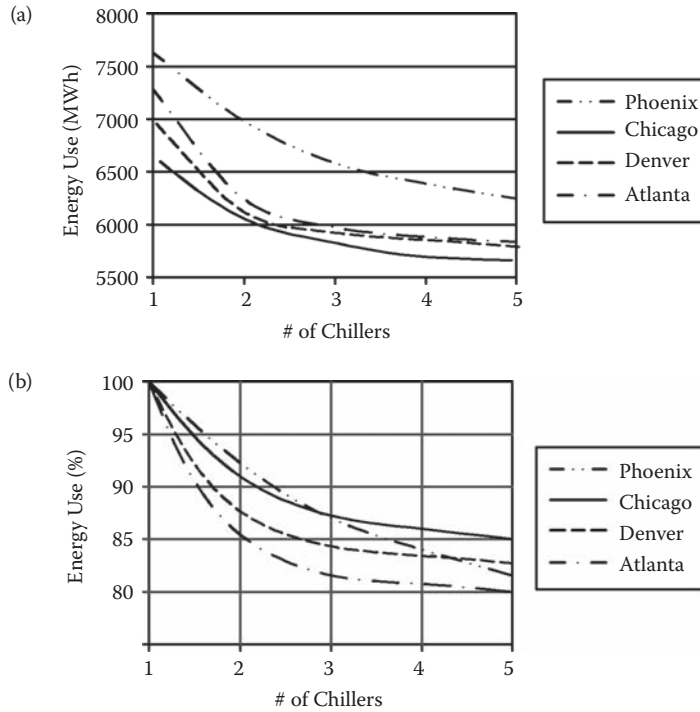 (a)
8000
7500
7000
6500
6000
5500
Energy Use (MWh)
1 2 3 4 5
# of Chillers
Phoenix
Chicago
Denver
Atlanta
(b)
100
95
90
85
80
Energy Use (%)
1 2 3 4 5
# of Chillers
Phoenix
Chicago
Denver
Atlanta